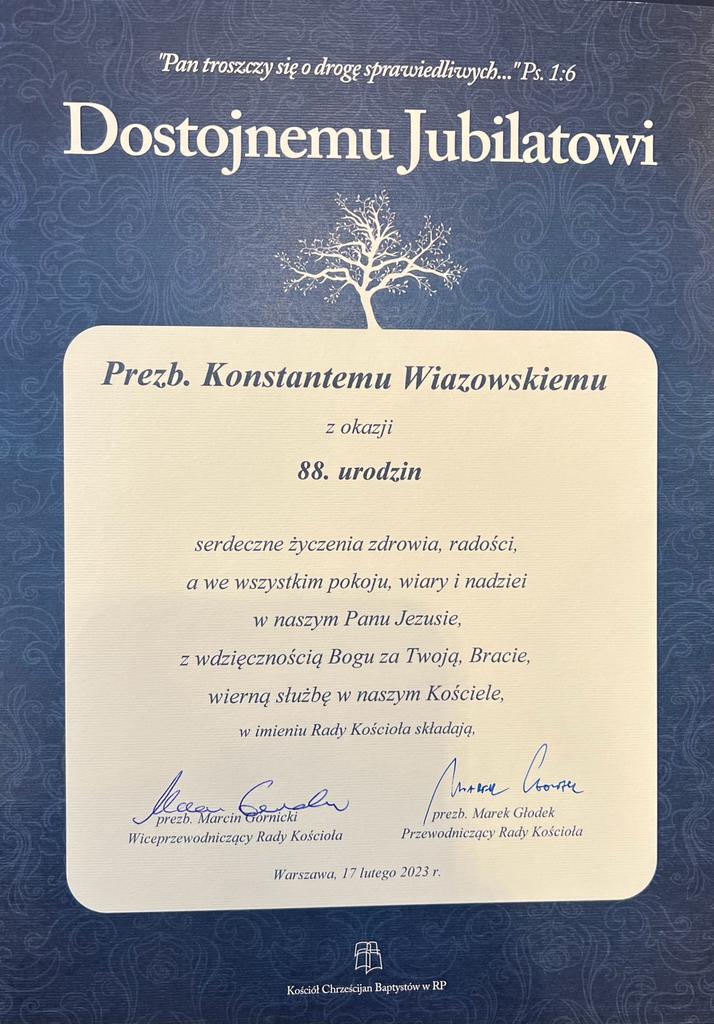 "Pan troszczy się o drogę sprawiedliwych..." Ps. 1:6
Dostojnemu Jubilatowi
Prezb. Konstantemu Wiazowskiemu
z okazji
88. urodzin
serdeczne życzenia zdrowia, radości,
a we wszystkim pokoju, wiary i nadziei
w naszym Panu Jezusie,
z wdzięcznością Bogu za Twoją, Bracie,
wierną służbę w naszym Kościele,
w imieniu Rady Kościoła składają,
prezb. Marcin Górnicki
Wiceprzewodniczący Rady Kościoła
prezb. Marek Głodek
Przewodniczący Rady Kościoła
Warszawa, 17 lutego 2023 r.
Kościół Chrześcijan Baptystów w RP